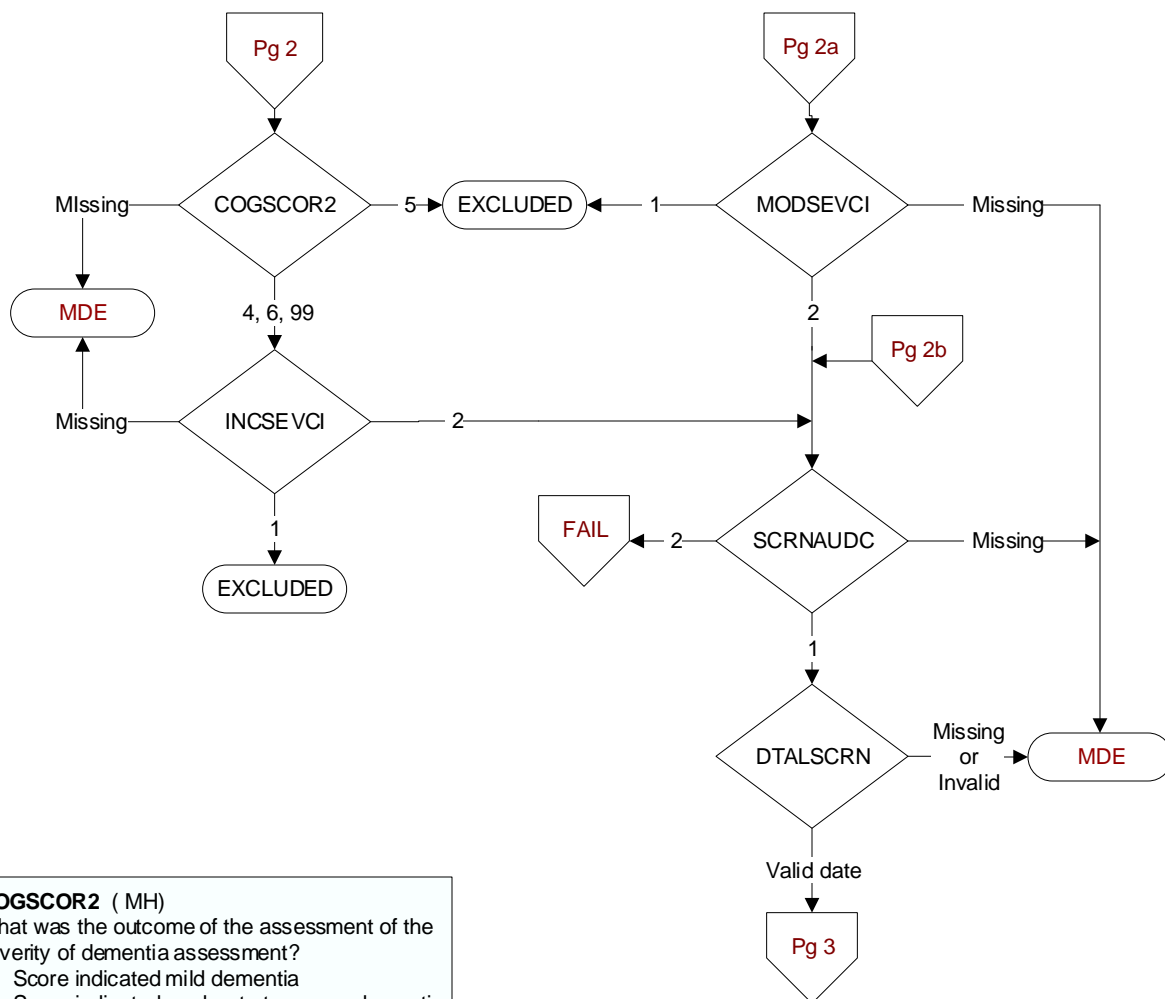 Pg 2
Pg 2a
MIssing
COGSCOR2
5
EXCLUDED
1
MODSEVCI
Missing
MDE
4, 6, 99
2
Pg 2b
Missing
INCSEVCI
2
1
FAIL
2
SCRNAUDC
Missing
EXCLUDED
1
DTALSCRN
Missing
or
Invalid
MDE
Valid date
Pg 3
OGSCOR2 ( MH)
hat was the outcome of the assessment of the
verity of dementia assessment?
Score indicated mild dementia